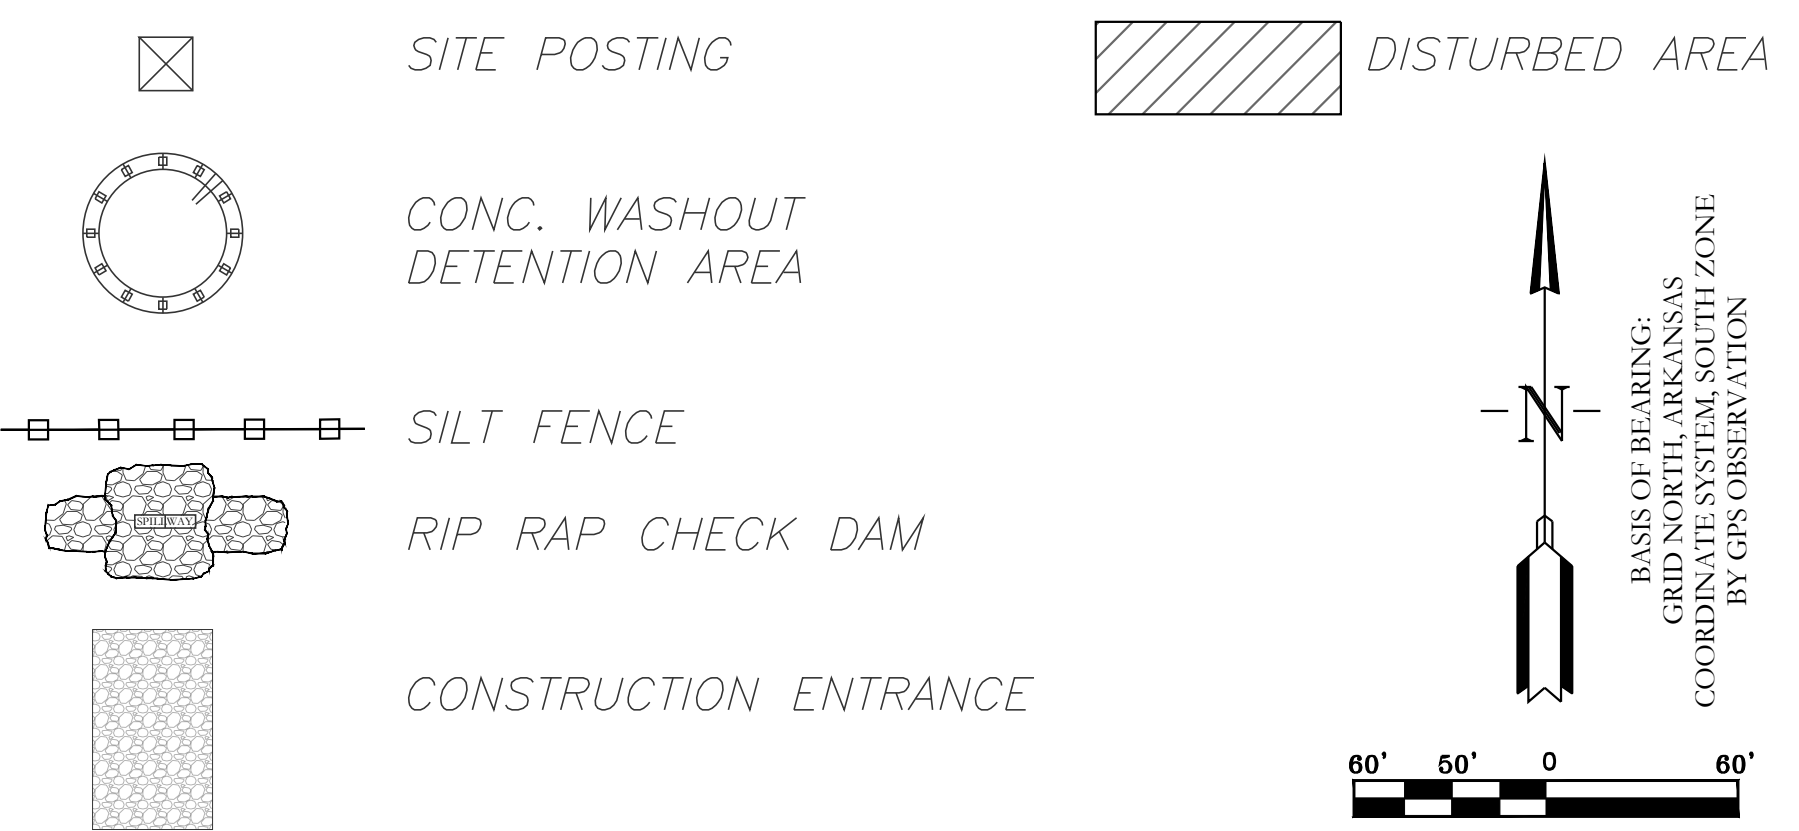 SITE POSTING
CONC. WASHOUT
DETENTION AREA
SILT FENCE
SPILLWAY
RIP RAP CHECK DAM
CONSTRUCTION ENTRANCE
DISTURBED AREA
N
BASIS OF BEARING:
GRID NORTH, ARKANSAS
COORDINATE SYSTEM, SOUTH ZONE
BY GPS OBSERVATION
60' 50' 0 60'